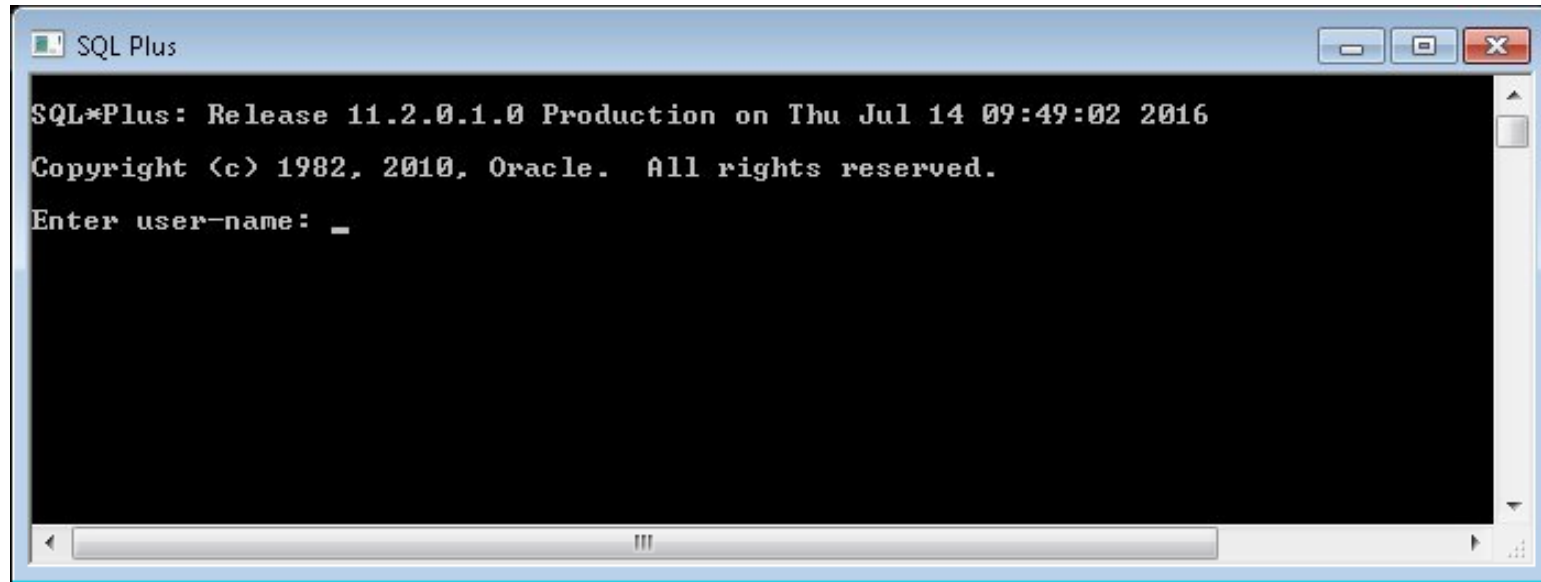 SQL Plus
SQL*Plus: Release 11.2.0.1.0 Production on Thu Jul 14 09:49:02 2016
Copyright (c) 1982, 2010, Oracle.  All rights reserved.
Enter user-name: _